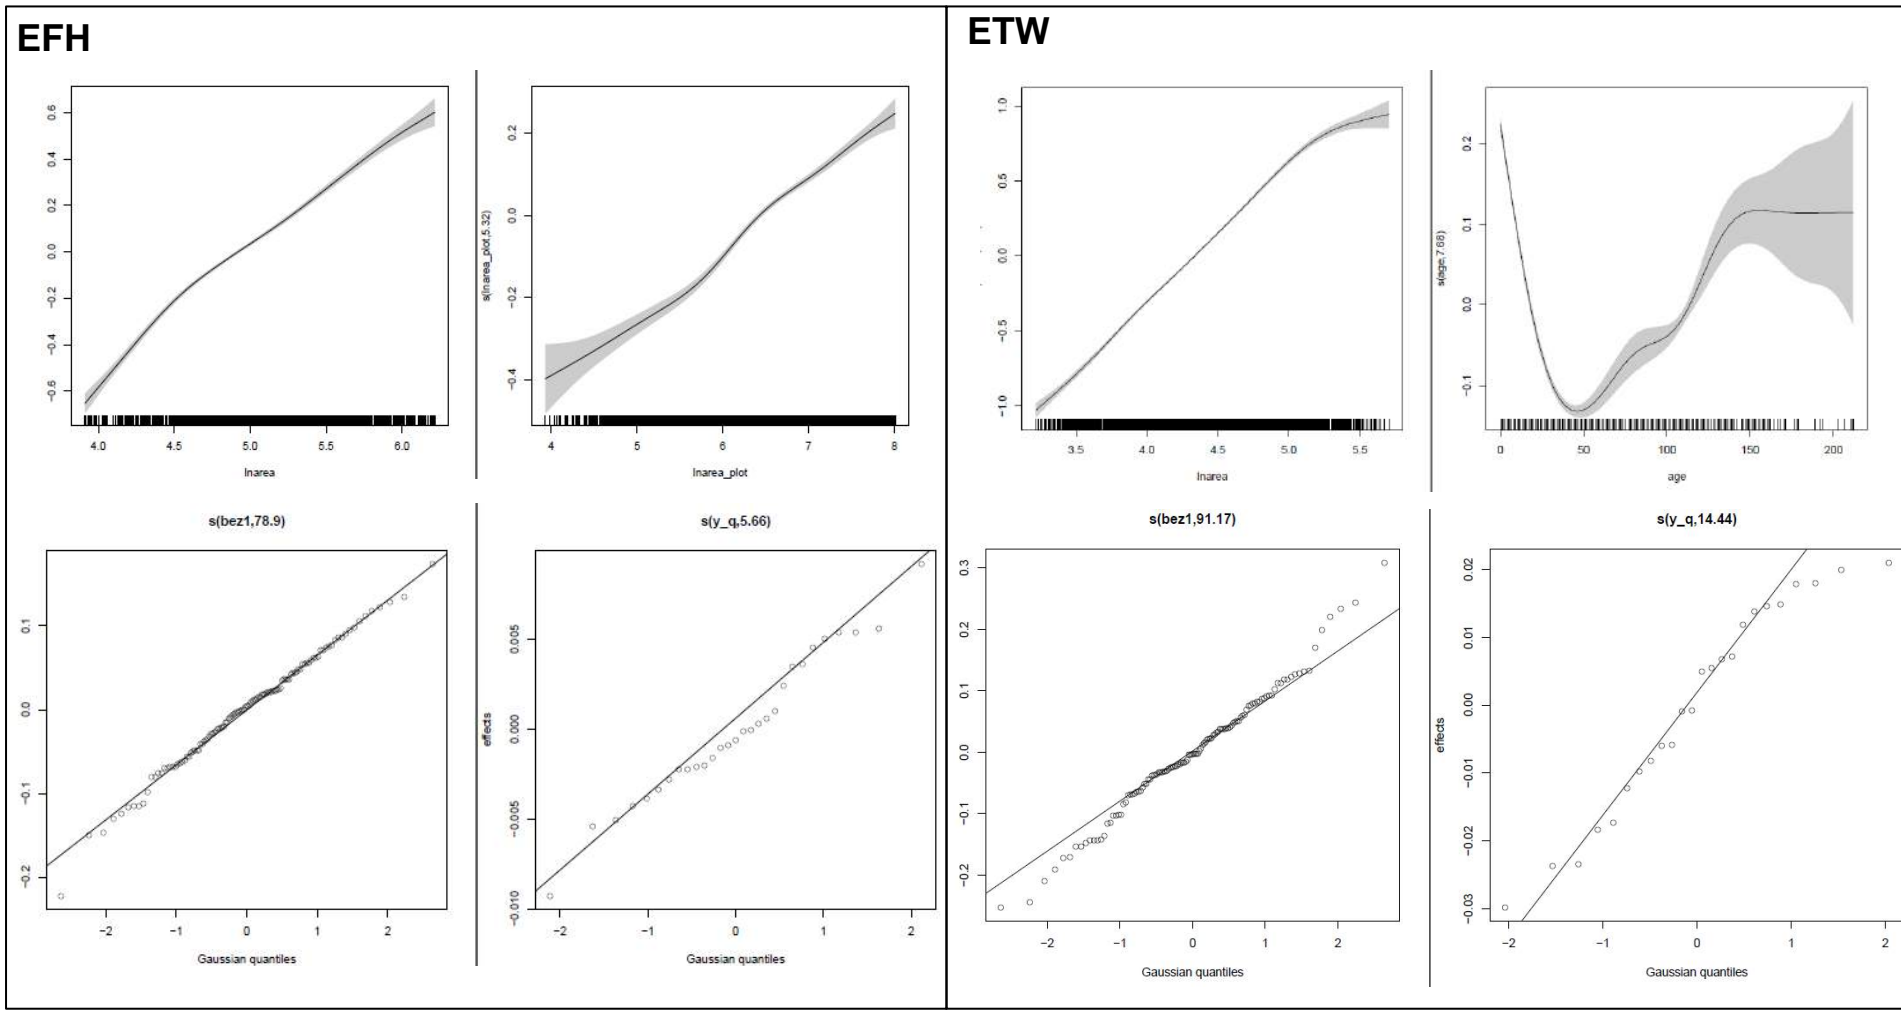 EFH
ETW
0.6
0.4
0.2
0.0
−0.2
−0.4
−0.6
4.0 4.5 5.0 5.5 6.0
lnarea
s(lnarea_plot,5.32)
0.2
0.0
−0.2
−0.4
4 5 6 7 8
lnarea_plot
1.0
0.5
0.0
−0.5
−1.0
3.5 4.0 4.5 5.0 5.5
lnarea
s(age,7.68)
0.2
0.1
0.0
−0.1
0 50 100 150 200
age
s(bez1,78.9)
0.1
0.0
−0.1
−0.2
−2 −1 0 1 2
Gaussian quantiles
s(y_q,5.66)
effects
0.005
0.000
−0.005
−0.010
−2 −1 0 1 2
Gaussian quantiles
s(bez1,91.17)
0.3
0.2
0.1
0.0
−0.1
−0.2
−2 −1 0 1 2
Gaussian quantiles
s(y_q,14.44)
effects
0.02
0.01
0.00
−0.01
−0.02
−0.03
−2 −1 0 1 2
Gaussian quantiles